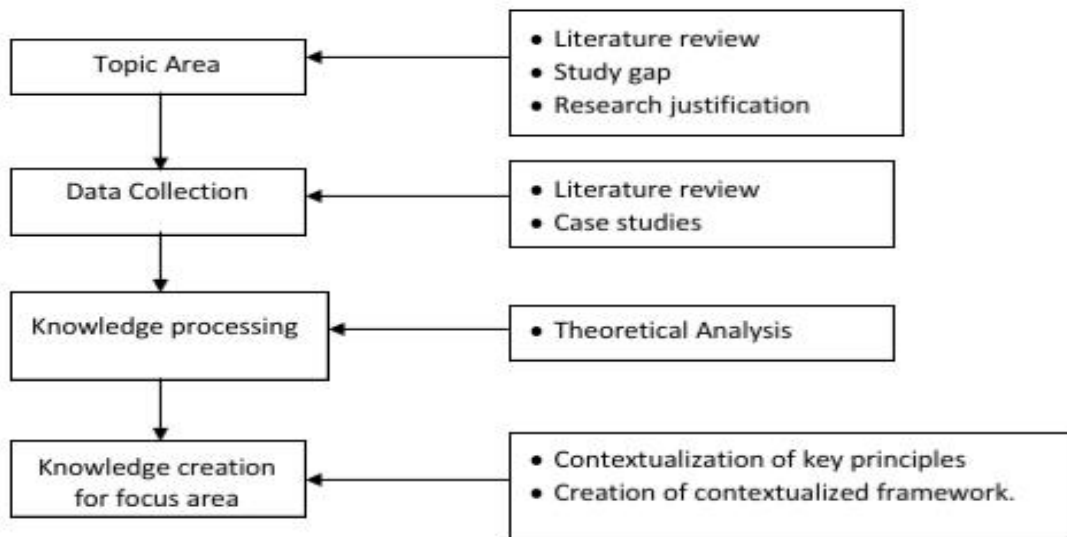 Topic Area
• Literature review
• Study gap
• Research justification
Data Collection
• Literature review
• Case studies
Knowledge processing
• Theoretical Analysis
Knowledge creation
for focus area
• Contextualization of key principles
• Creation of contextualized framework.